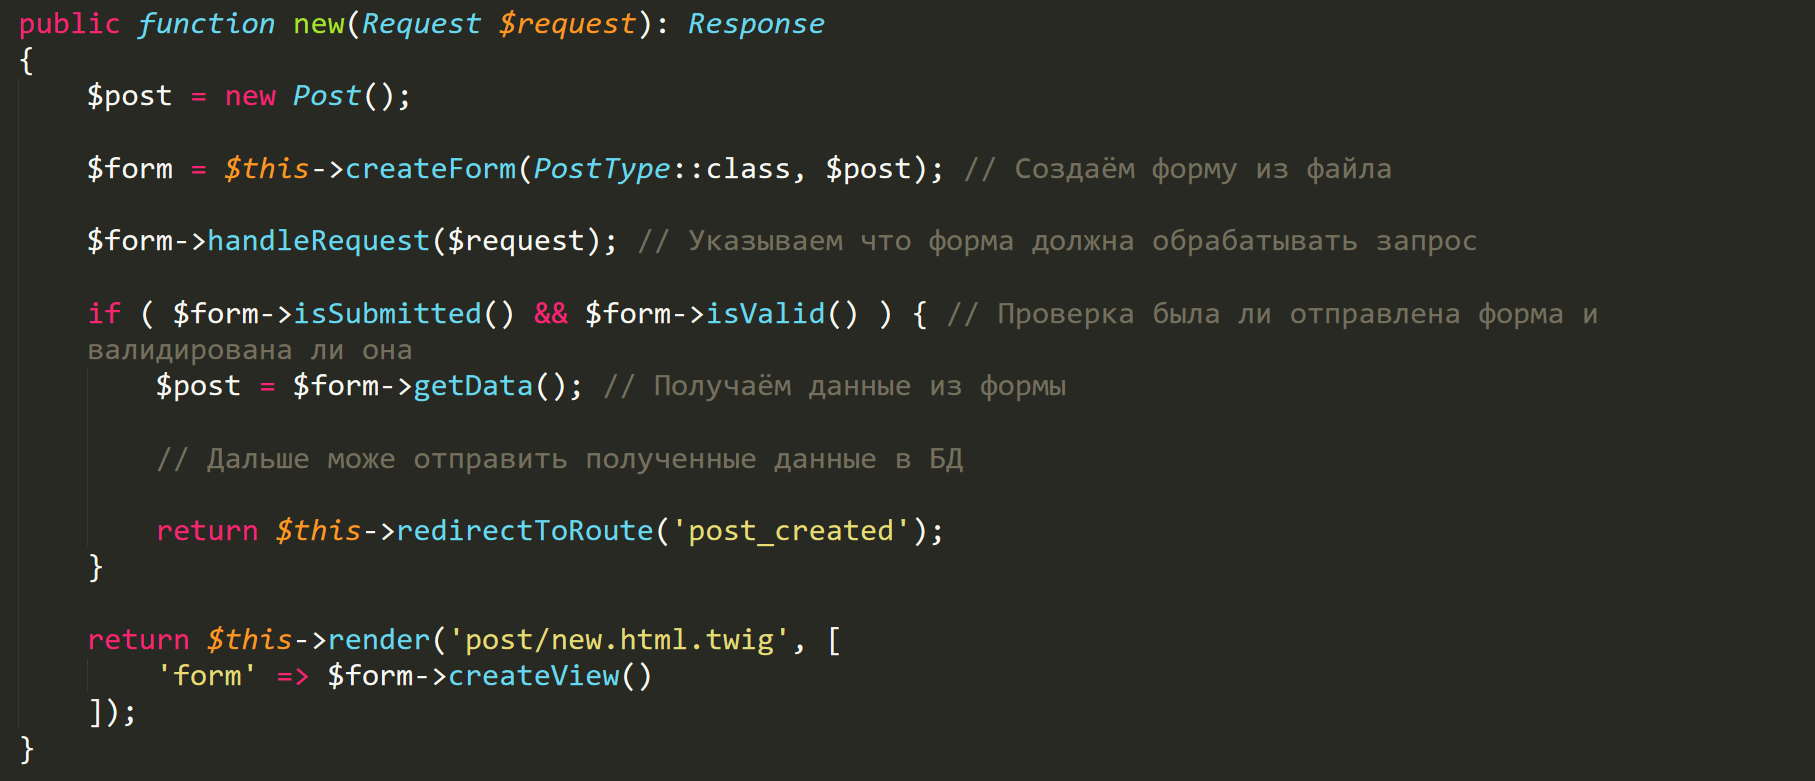 public function new(Request $request): Response
{
    $post = new Post();

    $form = $this->createForm(PostType::class, $post); // Создаём форму из файла

    $form->handleRequest($request); // Указываем что форма должна обрабатывать запрос

    if ( $form->isSubmitted() && $form->isValid() ) { // Проверка была ли отправлена форма и
    валидирована ли она
        $post = $form->getData(); // Получаём данные из формы

        // Дальше може отправить полученные данные в БД

        return $this->redirectToRoute('post_created');
    }

    return $this->render('post/new.html.twig', [
        'form' => $form->createView()
    ]);
}